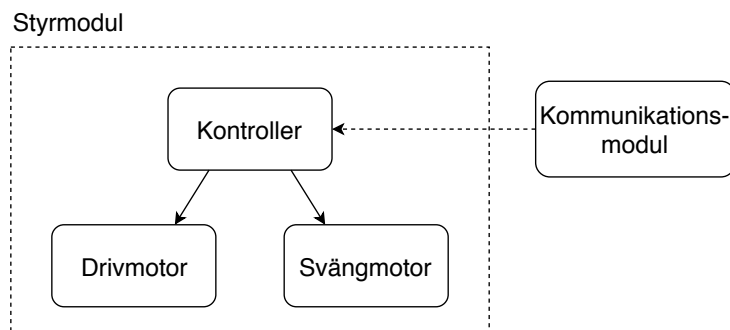 Styrmodul
Kontroller
Kommunikations-
modul
Drivmotor
Svängmotor